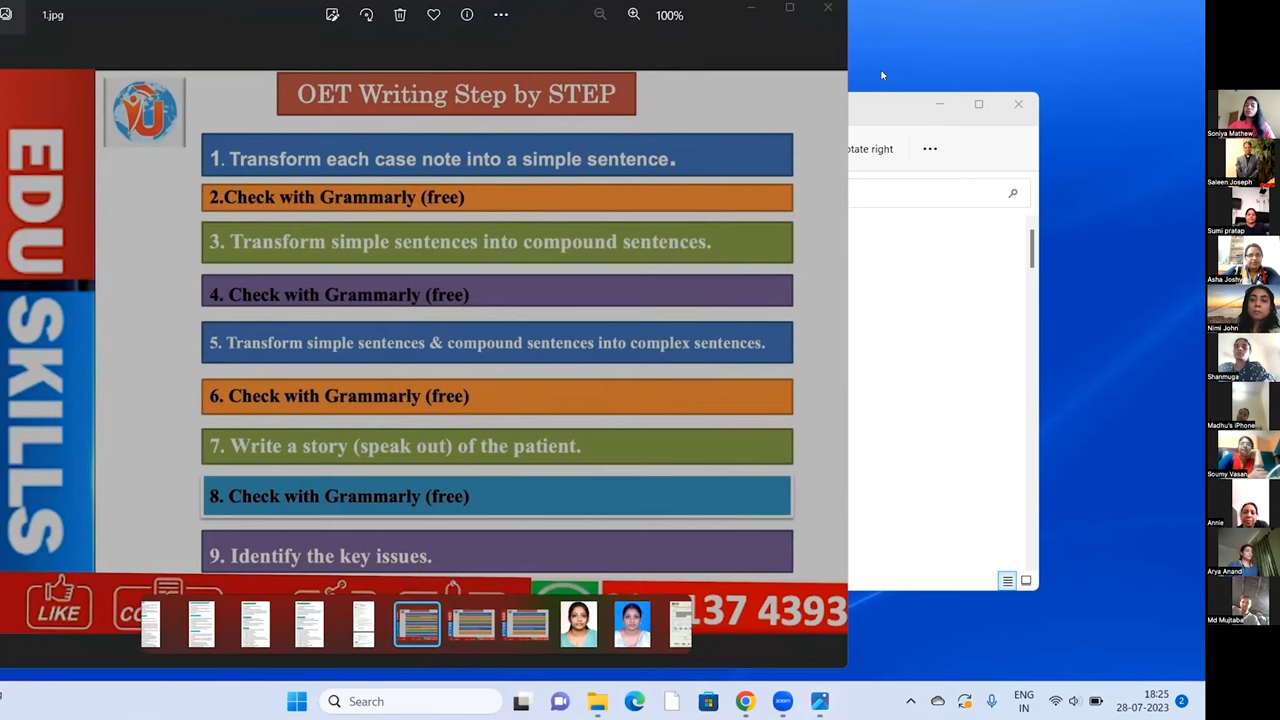 1.jpg
100%
OET Writing Step by STEP
EDU SKILLS
1. Transform each case note into a simple sentence.
2.Check with Grammarly (free)
3. Transform simple sentences into compound sentences.
4. Check with Grammarly (free)
5. Transform simple sentences & compound sentences into complex sentences.
6. Check with Grammarly (free)
7. Write a story (speak out) of the patient.
8. Check with Grammarly (free)
9. Identify the key issues.
LIKE
137 4393
otate right
Soniya Mathew
Saleen Joseph
Sumi pratap
Asha Joshy
Nimi John
Shanmuga
Madhu's iPhone
Soumy Vasan
Annie
Arya Anand
Md Mujtaba
Search
zoom
ENG
IN
18:25
28-07-2023
2